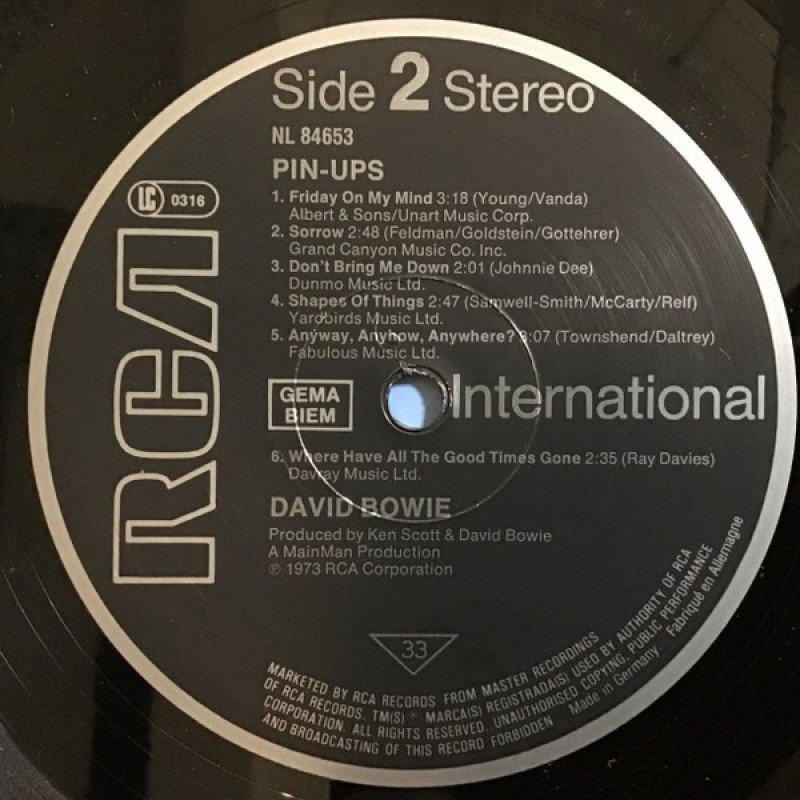 Side 2 Stereo
NL 84653
PIN-UPS
1. Friday On My Mind 3:18 (Young/Vanda)
Albert & Sons/Unart Music Corp.
2. Sorrow 2:48 (Feldman/Goldstein/Gottehrer)
Grand Canyon Music Co. Inc.
3. Don't Bring Me Down 2:01 (Johnnie Dee)
Dunmo Music Ltd.
4. Shapes Of Things 2:47 (Samwell-Smith/McCarty/Relf)
Yardbirds Music Ltd.
5. Anyway, Anyhow, Anywhere? 3:07 (Townshend/Daltrey)
Fabulous Music Ltd.
LC 0316
RCA
GEMA
BIEM
International
6. Where Have All The Good Times Gone 2:35 (Ray Davies)
Davray Music Ltd.
DAVID BOWIE
Produced by Ken Scott & David Bowie
A MainMan Production
℗ 1973 RCA Corporation
33
MARKETED BY RCA RECORDS FROM MASTER RECORDINGS
OF RCA RECORDS. TM(S) ® MARCA(S) REGISTRADA(S) USED BY AUTHORITY OF RCA
CORPORATION. ALL RIGHTS RESERVED. UNAUTHORISED COPYING, PUBLIC PERFORMANCE
AND BROADCASTING OF THIS RECORD FORBIDDEN
Made in Germany Fabriqué en Allemagne